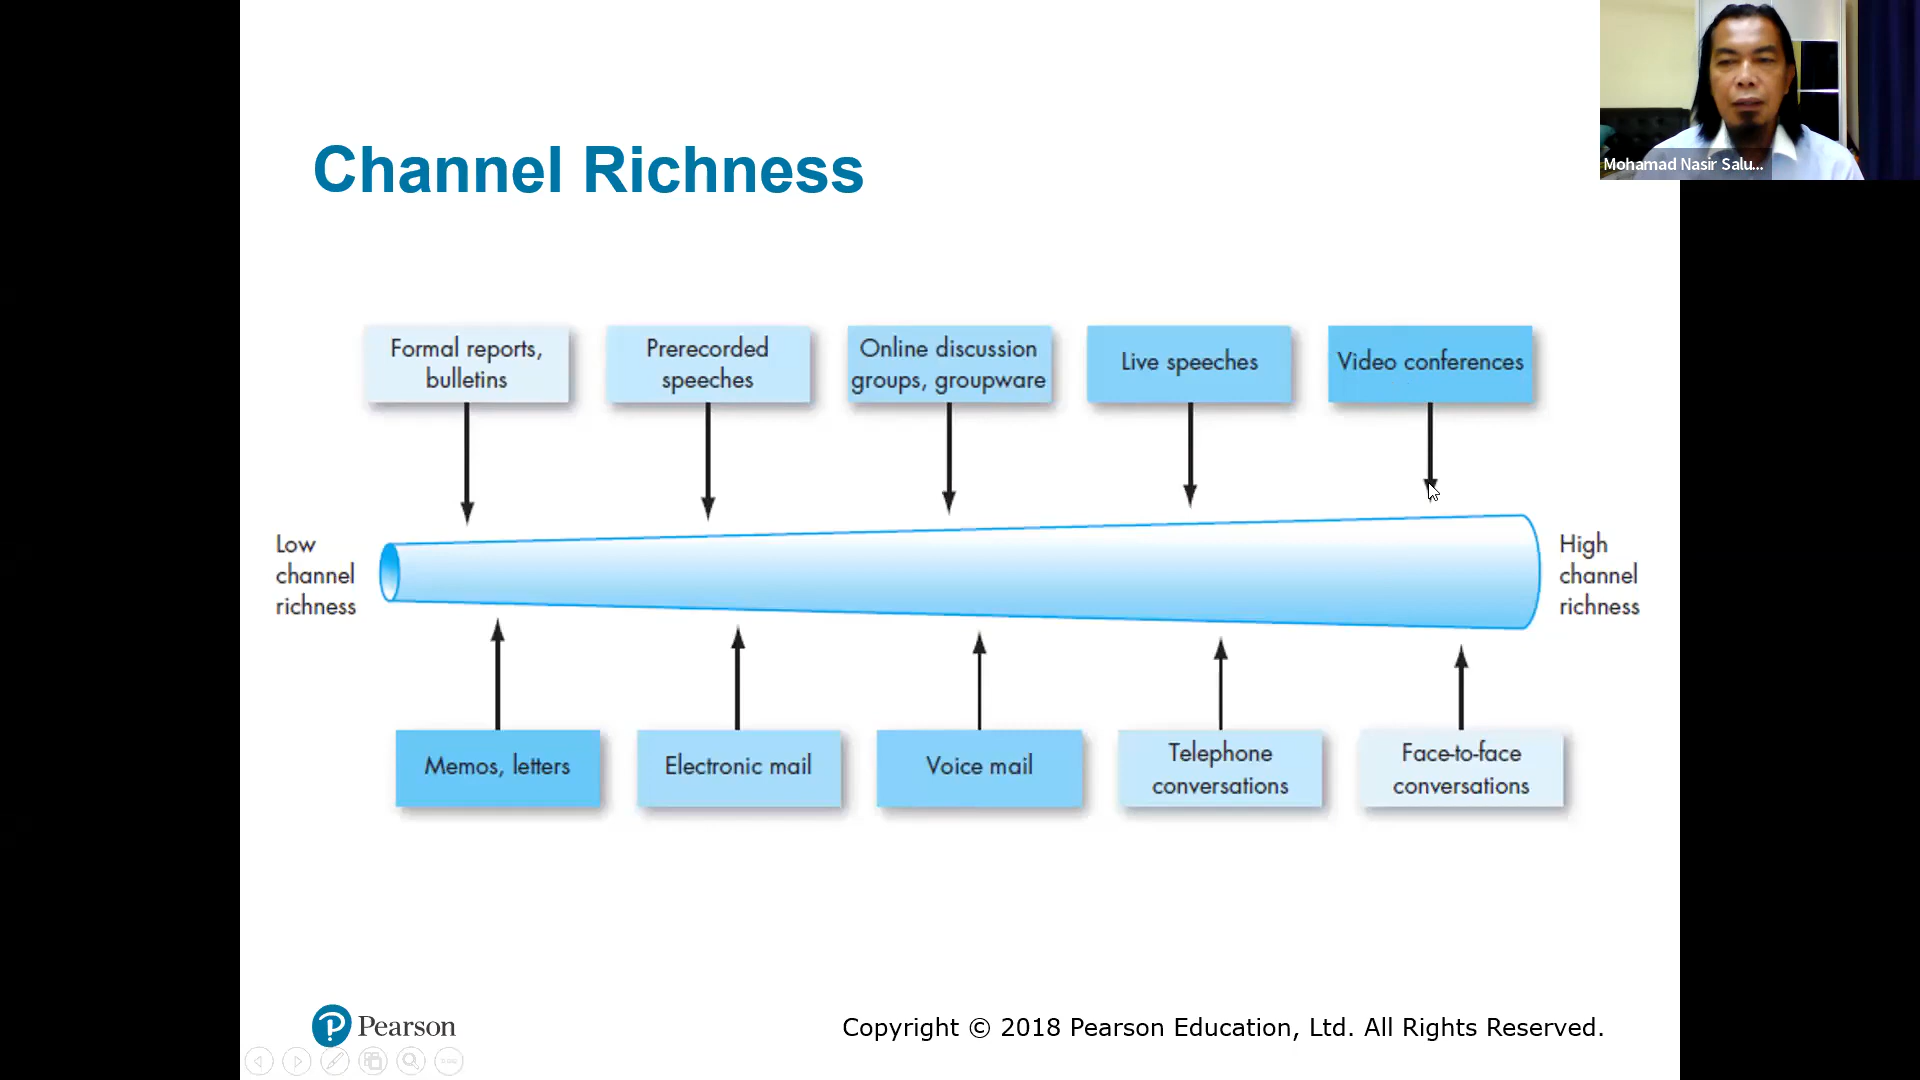 Channel Richness
Mohamad Nasir Salu...
Formal reports,
bulletins
Prerecorded
speeches
Online discussion
groups, groupware
Live speeches
Video conferences
Low
channel
richness
High
channel
richness
Memos, letters
Electronic mail
Voice mail
Telephone
conversations
Face-to-face
conversations
Pearson
Copyright © 2018 Pearson Education, Ltd. All Rights Reserved.